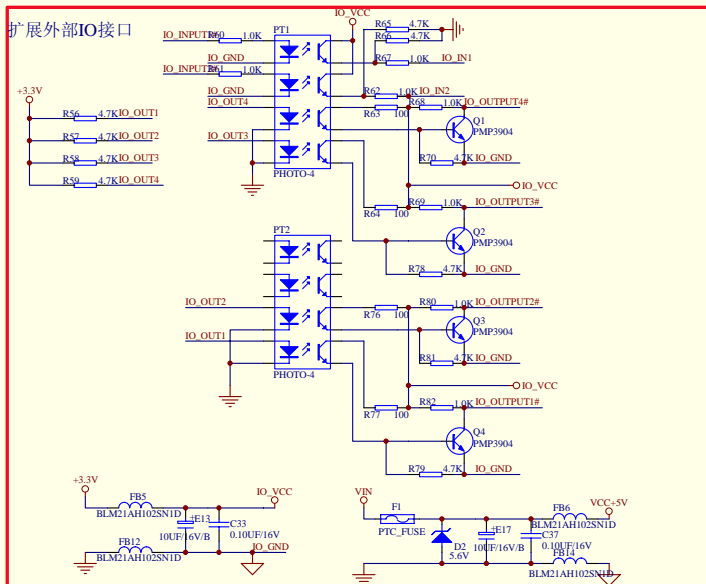 扩展外部IO接口
PT1
IO_VCC
R65 4.7K
R66 4.7K
IO_INPUT R60 1.0K
IO_GND
R67 1.0K IO_IN1
IO_INPUT R61 1.0K
IO_GND
R62 1.0K IO_IN2
IO_OUT4
R63 100
R68 1.0K IO_OUTPUT4#
IO_OUT3
Q1
PMP3904
R70 4.7K IO_GND
PHOTO-4
+3.3V
R56 4.7K IO_OUT1
R57 4.7K IO_OUT2
R58 4.7K IO_OUT3
R59 4.7K IO_OUT4
IO_VCC
R64 100
R69 1.0K IO_OUTPUT3#
Q2
PMP3904
R78 4.7K IO_GND
PT2
IO_OUT2
R76 100
R80 1.0K IO_OUTPUT2#
Q3
PMP3904
IO_OUT1
R81 4.7K IO_GND
PHOTO-4
IO_VCC
R77 100
R82 1.0K IO_OUTPUT1#
Q4
PMP3904
R79 4.7K IO_GND
+3.3V
FB5
BLM21AH102SN1D
IO_VCC
+E13
10UF/16V/B
C33
0.10UF/16V
FB12
BLM21AH102SN1D
IO_GND
VIN
F1
PTC_FUSE
D2
5.6V
+E17
10UF/16V/B
FB6
BLM21AH102SN1D
VCC+5V
C37
0.10UF/16V
FB14
BLM21AH102SN1D